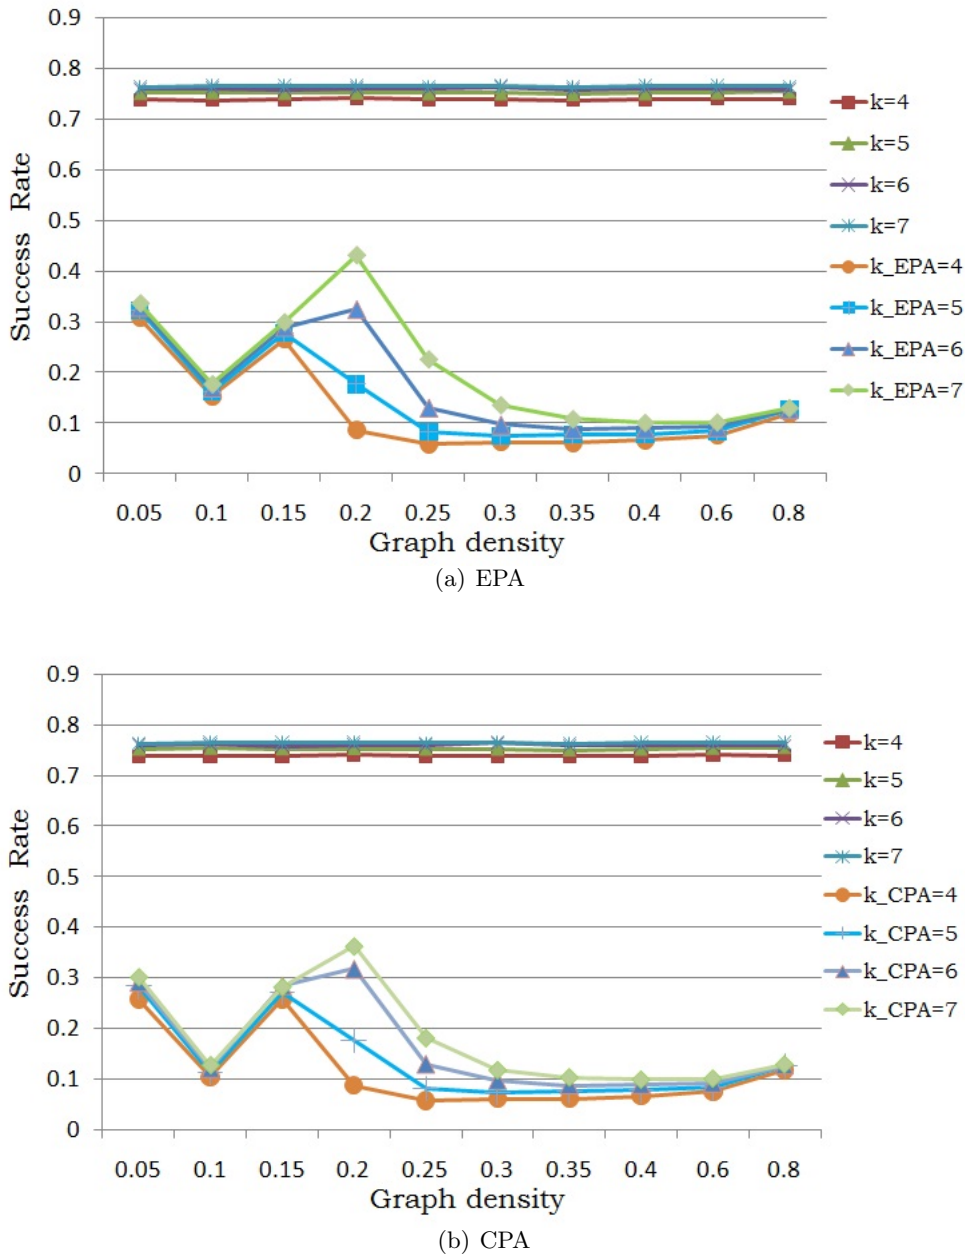 0.9
0.8
0.7
0.6
0.5
0.4
0.3
0.2
0.1
0
Success Rate
0.05 0.1 0.15 0.2 0.25 0.3 0.35 0.4 0.6 0.8
Graph density
k=4
k=5
k=6
k=7
k_EPA=4
k_EPA=5
k_EPA=6
k_EPA=7
(a) EPA
0.9
0.8
0.7
0.6
0.5
0.4
0.3
0.2
0.1
0
Success Rate
0.05 0.1 0.15 0.2 0.25 0.3 0.35 0.4 0.6 0.8
Graph density
k=4
k=5
k=6
k=7
k_CPA=4
k_CPA=5
k_CPA=6
k_CPA=7
(b) CPA